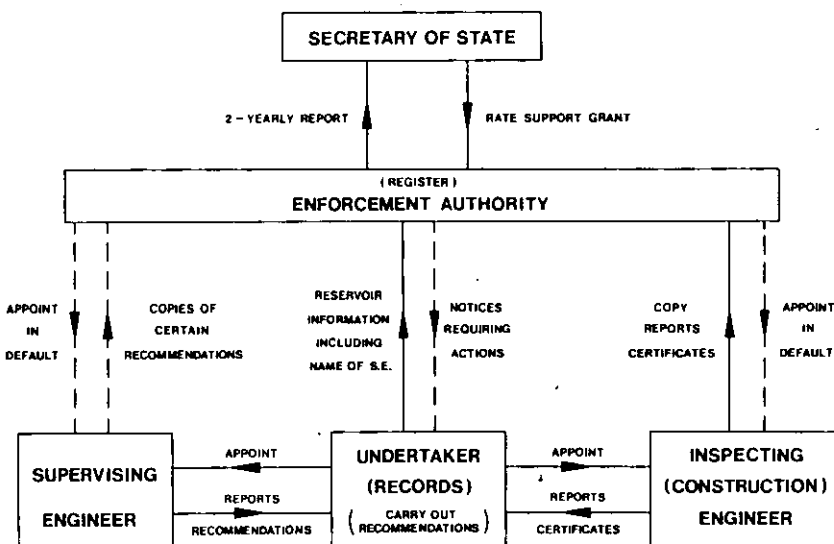 SECRETARY OF STATE
2-YEARLY REPORT
RATE SUPPORT GRANT
(REGISTER)
ENFORCEMENT AUTHORITY
APPOINT
IN
DEFAULT
COPIES OF
CERTAIN
RECOMMENDATIONS
RESERVOIR
INFORMATION
INCLUDING
NAME OF S.E.
NOTICES
REQUIRING
ACTIONS
COPY
REPORTS
CERTIFICATES
APPOINT
IN
DEFAULT
SUPERVISING
ENGINEER
APPOINT
REPORTS
RECOMMENDATIONS
UNDERTAKER
(RECORDS)
(CARRY OUT
RECOMMENDATIONS)
APPOINT
REPORTS
CERTIFICATES
INSPECTING
(CONSTRUCTION)
ENGINEER